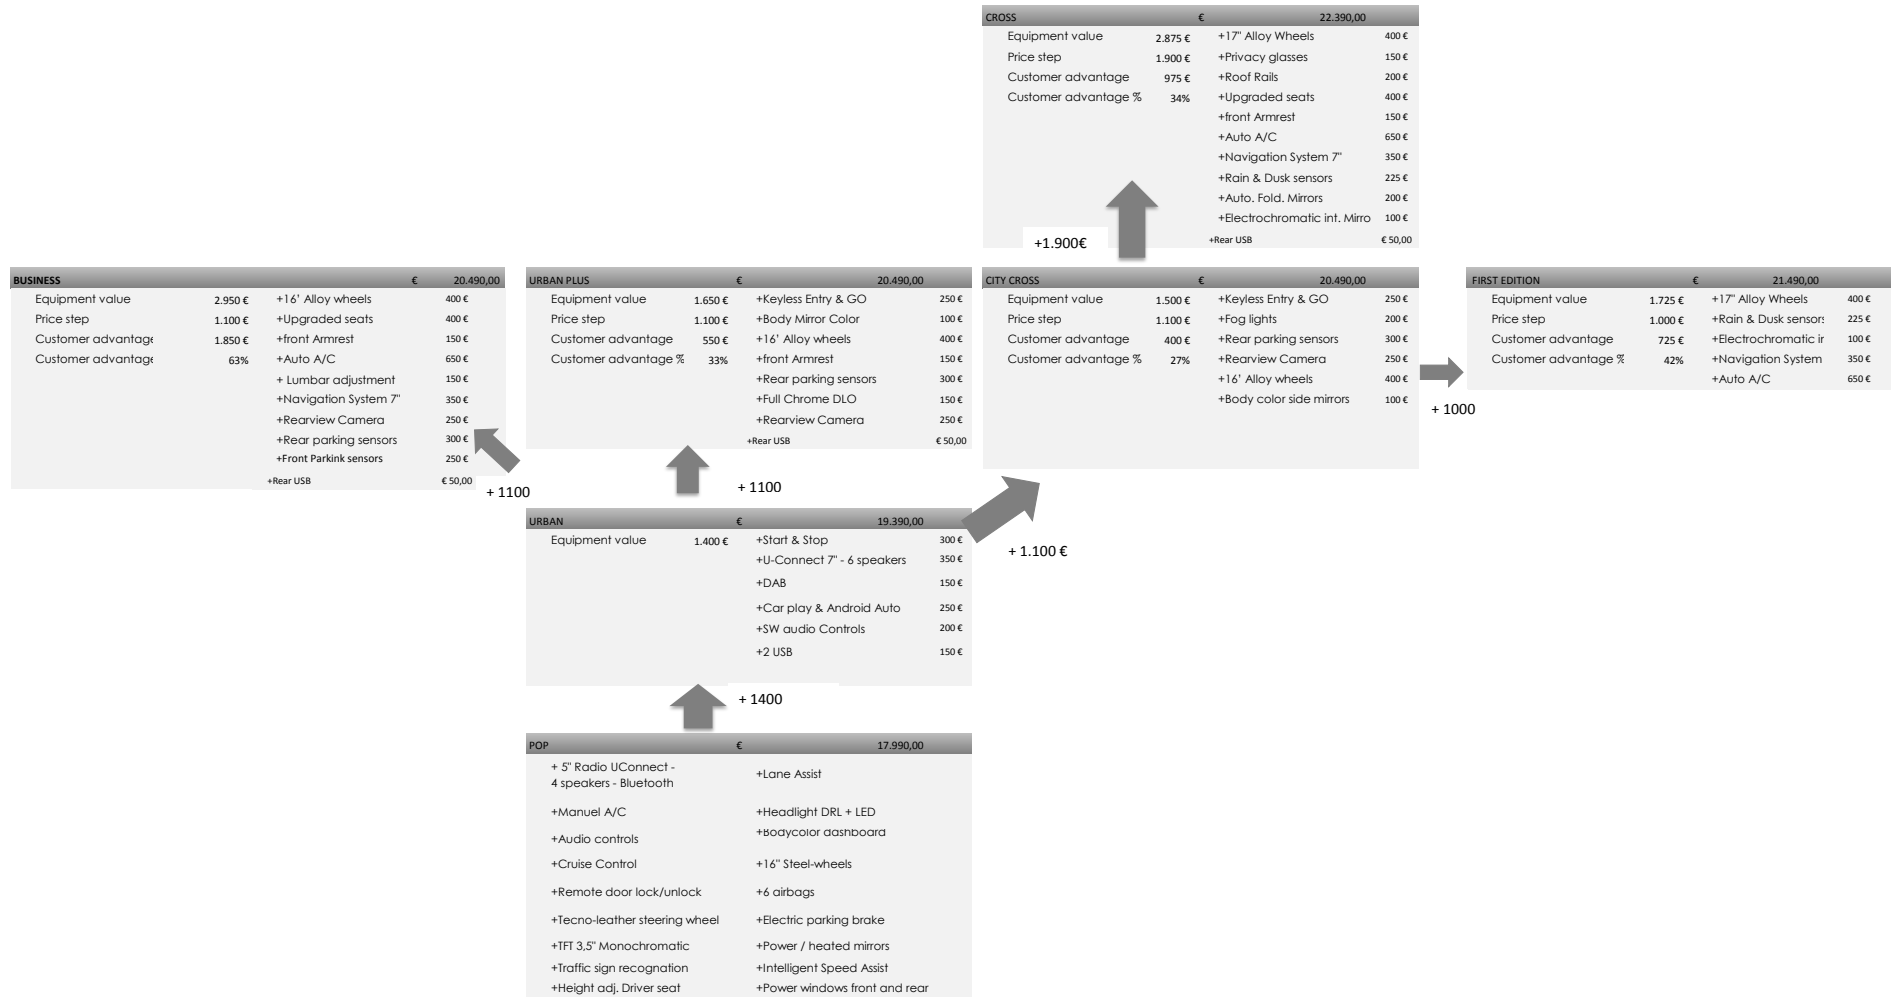 CROSS € 22.390,00
Equipment value 2.875 € +17" Alloy Wheels 400 €
Price step 1.900 € +Privacy glasses 150 €
Customer advantage 975 € +Roof Rails 200 €
Customer advantage % 34% +Upgraded seats 400 €
+front Armrest 150 €
+Auto A/C 650 €
+Navigation System 7" 350 €
+Rain & Dusk sensors 225 €
+Auto. Fold. Mirrors 200 €
+Electrochromatic int. Mirro 100 €
+Rear USB € 50,00
+1.900€
BUSINESS € 20.490,00
Equipment value 2.950 € +16’ Alloy wheels 400 €
Price step 1.100 € +Upgraded seats 400 €
Customer advantage 1.850 € +front Armrest 150 €
Customer advantage 63% +Auto A/C 650 €
+ Lumbar adjustment 150 €
+Navigation System 7" 350 €
+Rearview Camera 250 €
+Rear parking sensors 300 €
+Front Parkink sensors 250 €
+Rear USB € 50,00
+ 1100
URBAN PLUS € 20.490,00
Equipment value 1.650 € +Keyless Entry & GO 250 €
Price step 1.100 € +Body Mirror Color 100 €
Customer advantage 550 € +16’ Alloy wheels 400 €
Customer advantage % 33% +front Armrest 150 €
+Rear parking sensors 300 €
+Full Chrome DLO 150 €
+Rearview Camera 250 €
+Rear USB € 50,00
+ 1100
CITY CROSS € 20.490,00
Equipment value 1.500 € +Keyless Entry & GO 250 €
Price step 1.100 € +Fog lights 200 €
Customer advantage 400 € +Rear parking sensors 300 €
Customer advantage % 27% +Rearview Camera 250 €
+16’ Alloy wheels 400 €
+Body color side mirrors 100 €
+ 1.100 €
FIRST EDITION € 21.490,00
Equipment value 1.725 € +17" Alloy Wheels 400 €
Price step 1.000 € +Rain & Dusk sensors 225 €
Customer advantage 725 € +Electrochromatic ir 100 €
Customer advantage % 42% +Navigation System 350 €
+Auto A/C 650 €
+ 1000
URBAN € 19.390,00
Equipment value 1.400 € +Start & Stop 300 €
+U-Connect 7" - 6 speakers 350 €
+DAB 150 €
+Car play & Android Auto 250 €
+SW audio Controls 200 €
+2 USB 150 €
+ 1400
POP € 17.990,00
+ 5" Radio UConnect -
4 speakers - Bluetooth +Lane Assist
+Manuel A/C +Headlight DRL + LED
+Audio controls +Bodycolor dashboard
+Cruise Control +16" Steel-wheels
+Remote door lock/unlock +6 airbags
+Tecno-leather steering wheel +Electric parking brake
+TFT 3,5" Monochromatic +Power / heated mirrors
+Traffic sign recognation +Intelligent Speed Assist
+Height adj. Driver seat +Power windows front and rear